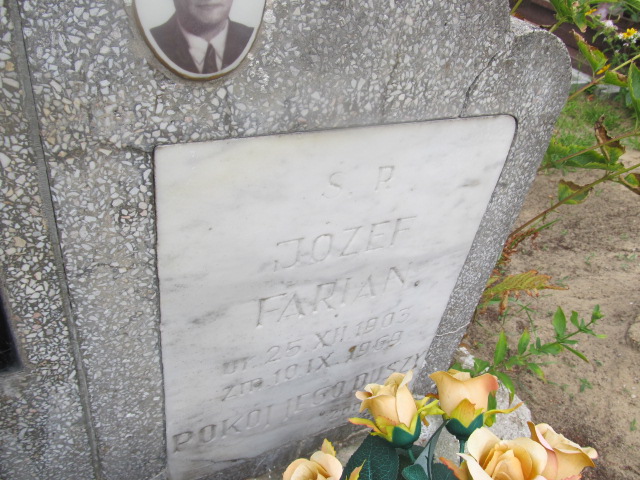 S. P.
JÓZEF
FARIAN
UR. 25 XII 1903
ZM. 10 IX 1969
POKÓJ JEGO DUSZY